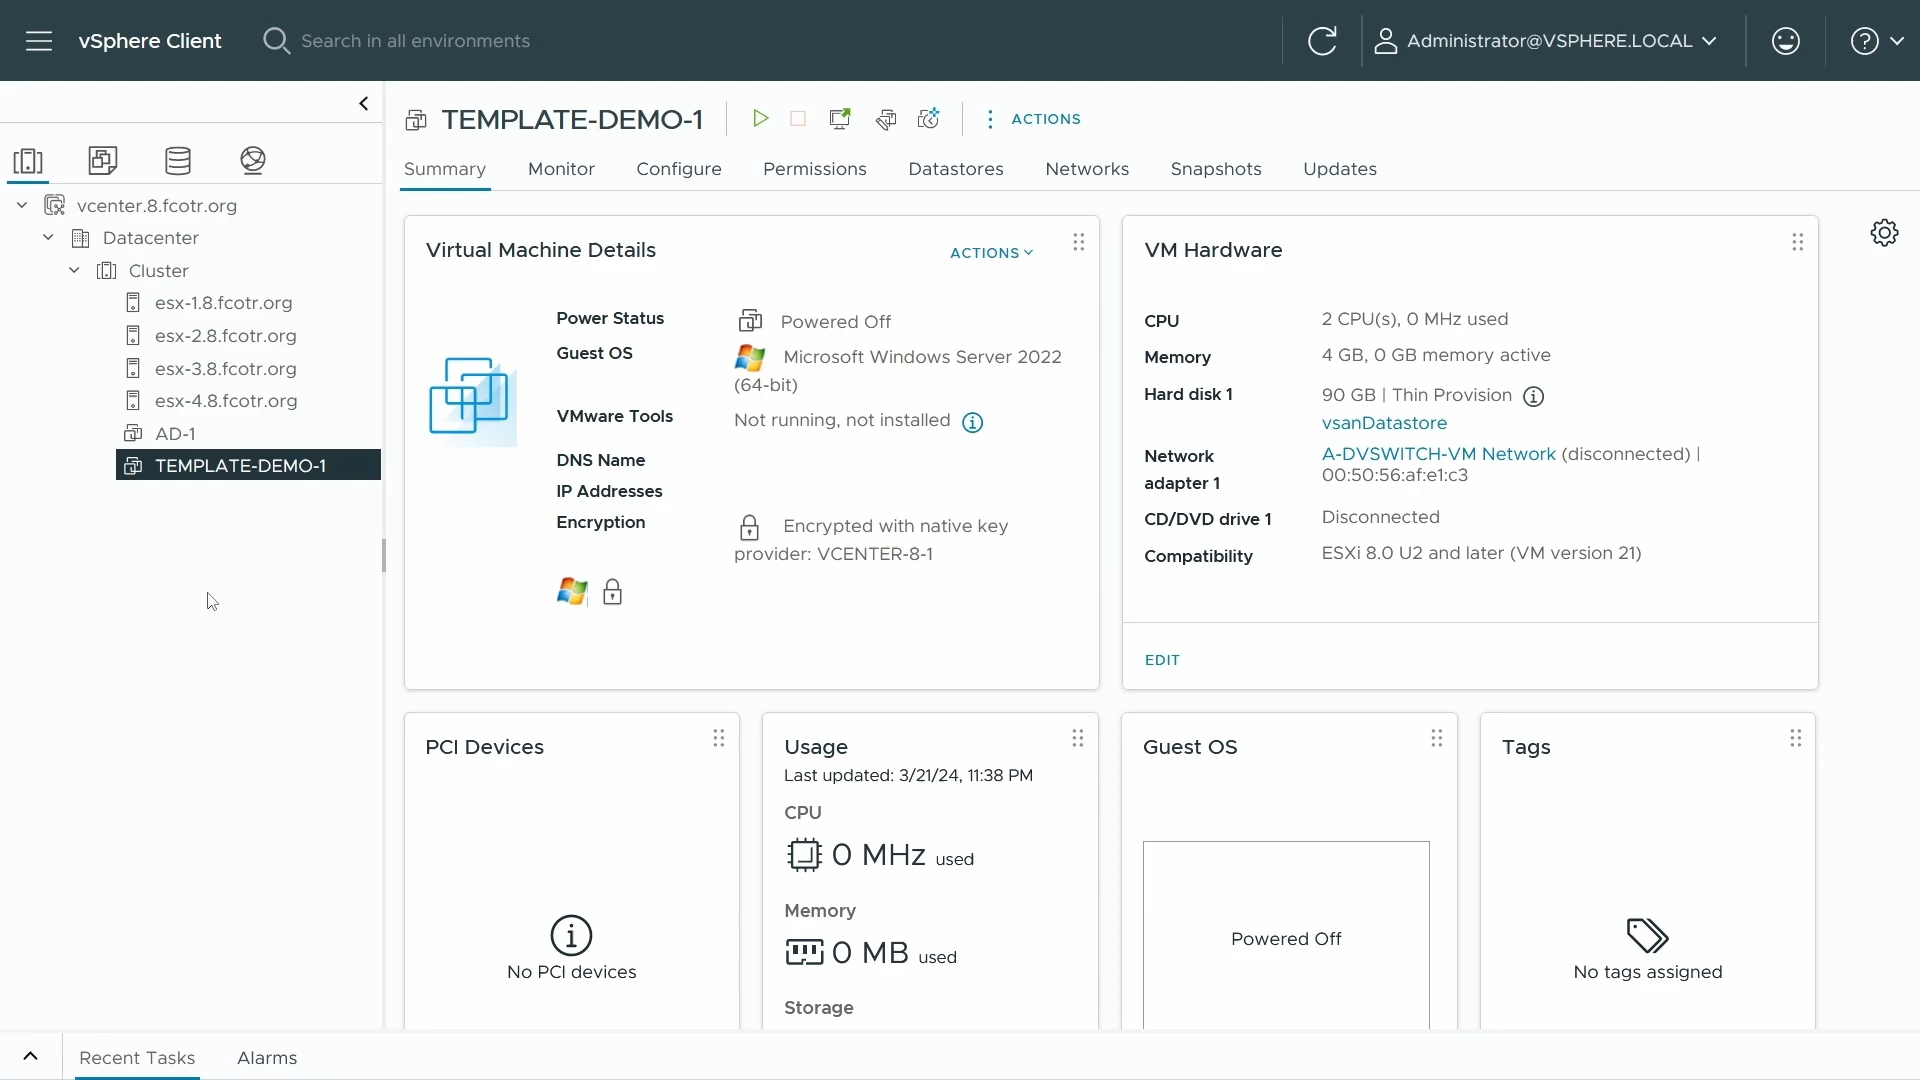 vSphere Client
Search in all environments
Administrator@VSPHERE.LOCAL
TEMPLATE-DEMO-1
ACTIONS
Summary
Monitor
Configure
Permissions
Datastores
Networks
Snapshots
Updates
vcenter.8.fcotr.org
Datacenter
Cluster
esx-1.8.fcotr.org
esx-2.8.fcotr.org
esx-3.8.fcotr.org
esx-4.8.fcotr.org
AD-1
TEMPLATE-DEMO-1
Virtual Machine Details
ACTIONS
Power Status
Powered Off
Guest OS
Microsoft Windows Server 2022
(64-bit)
VMware Tools
Not running, not installed
DNS Name
IP Addresses
Encryption
Encrypted with native key
provider: VCENTER-8-1
VM Hardware
CPU
2 CPU(s), 0 MHz used
Memory
4 GB, 0 GB memory active
Hard disk 1
90 GB | Thin Provision
vsanDatastore
Network
adapter 1
A-DVSWITCH-VM Network (disconnected) |
00:50:56:af:e1:c3
CD/DVD drive 1
Disconnected
Compatibility
ESXi 8.0 U2 and later (VM version 21)
EDIT
PCI Devices
No PCI devices
Usage
Last updated: 3/21/24, 11:38 PM
CPU
0 MHz used
Memory
0 MB used
Storage
Guest OS
Powered Off
Tags
No tags assigned
Recent Tasks
Alarms